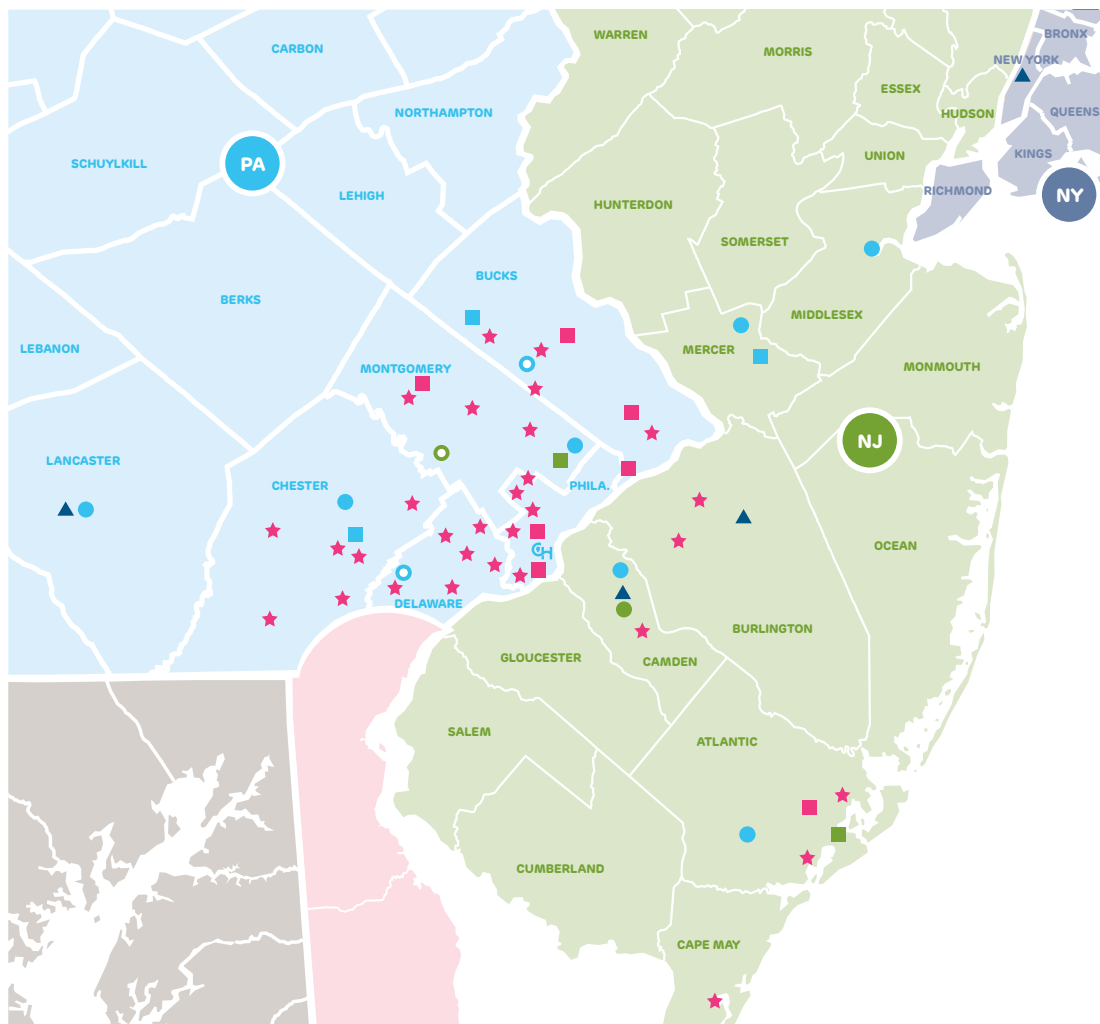 WARREN
BRONX
CARBON
MORRIS
NEW YORK
ESSEX
NORTHAMPTON
HUDSON
QUEENS
SCHUYLKILL
PA
UNION
KINGS
LEHIGH
RICHMOND
NY
HUNTERDON
SOMERSET
BUCKS
BERKS
MIDDLESEX
LEBANON
MERCER
MONTGOMERY
MONMOUTH
NJ
LANCASTER
CHESTER
PHILA.
OCEAN
CH
DELAWARE
BURLINGTON
GLOUCESTER
CAMDEN
SALEM
ATLANTIC
CUMBERLAND
CAPE MAY